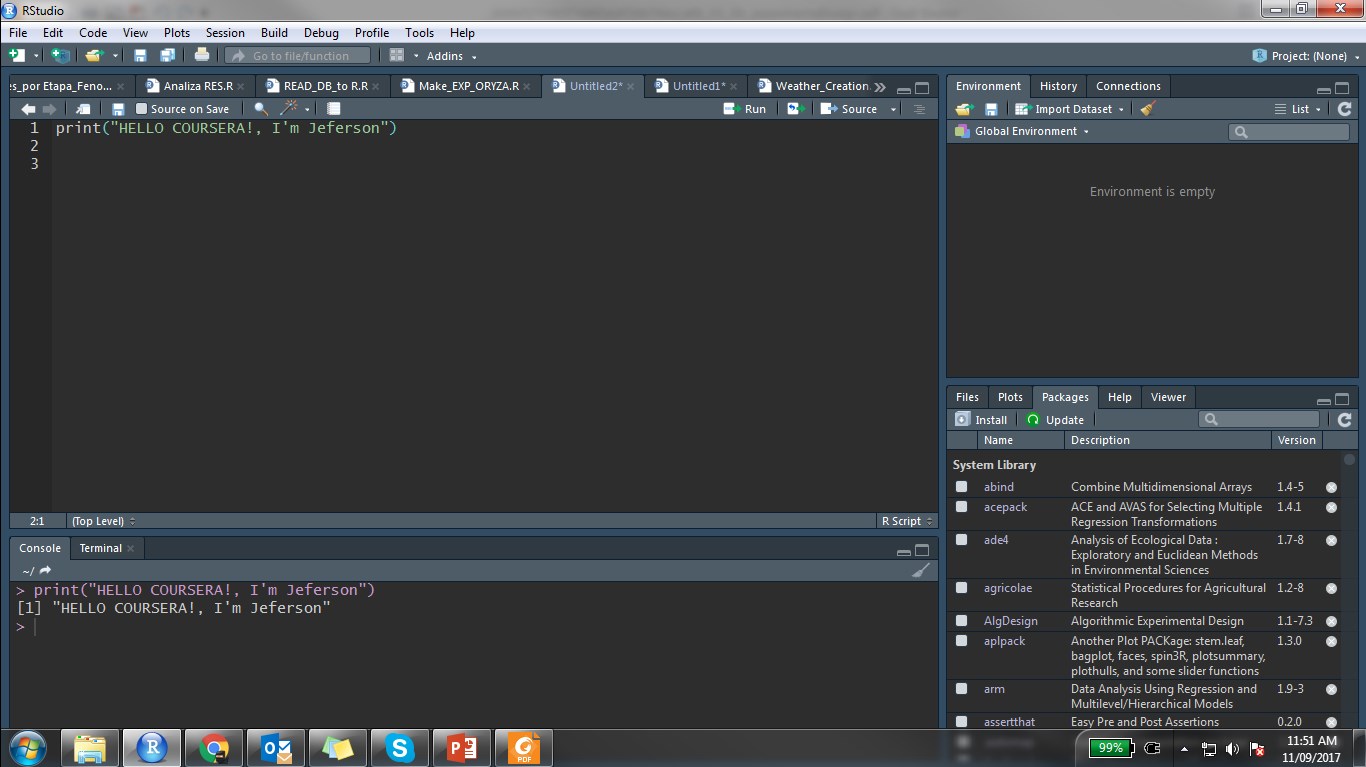 RStudio
File Edit Code View Plots Session Build Debug Profile Tools Help
Go to file/function Addins Project: (None)
es_por Etapa_Feno... Analiza RES.R READ_DB_to R.R Make_EXP_ORYZA.R Untitled2* Untitled1* Weather_Creation.
Source on Save Run Source
1 print("HELLO COURSERA!, I'm Jeferson")
2
3
2:1 (Top Level) R Script
Console Terminal
~/
> print("HELLO COURSERA!, I'm Jeferson")
[1] "HELLO COURSERA!, I'm Jeferson"
>
Environment History Connections
Import Dataset List
Global Environment
Environment is empty
Files Plots Packages Help Viewer
Install Update
Name Description Version
System Library
abind Combine Multidimensional Arrays 1.4-5
acepack ACE and AVAS for Selecting Multiple 1.4.1
Regression Transformations
ade4 Analysis of Ecological Data : 1.7-8
Exploratory and Euclidean Methods
in Environmental Sciences
agricolae Statistical Procedures for Agricultural 1.2-8
Research
AlgDesign Algorithmic Experimental Design 1.1-7.3
aplpack Another Plot PACKage: stem.leaf, 1.3.0
bagplot, faces, spin3R, plotsummary,
plothulls, and some slider functions
arm Data Analysis Using Regression and 1.9-3
Multilevel/Hierarchical Models
assertthat Easy Pre and Post Assertions 0.2.0
99% 11:51 AM
11/09/2017